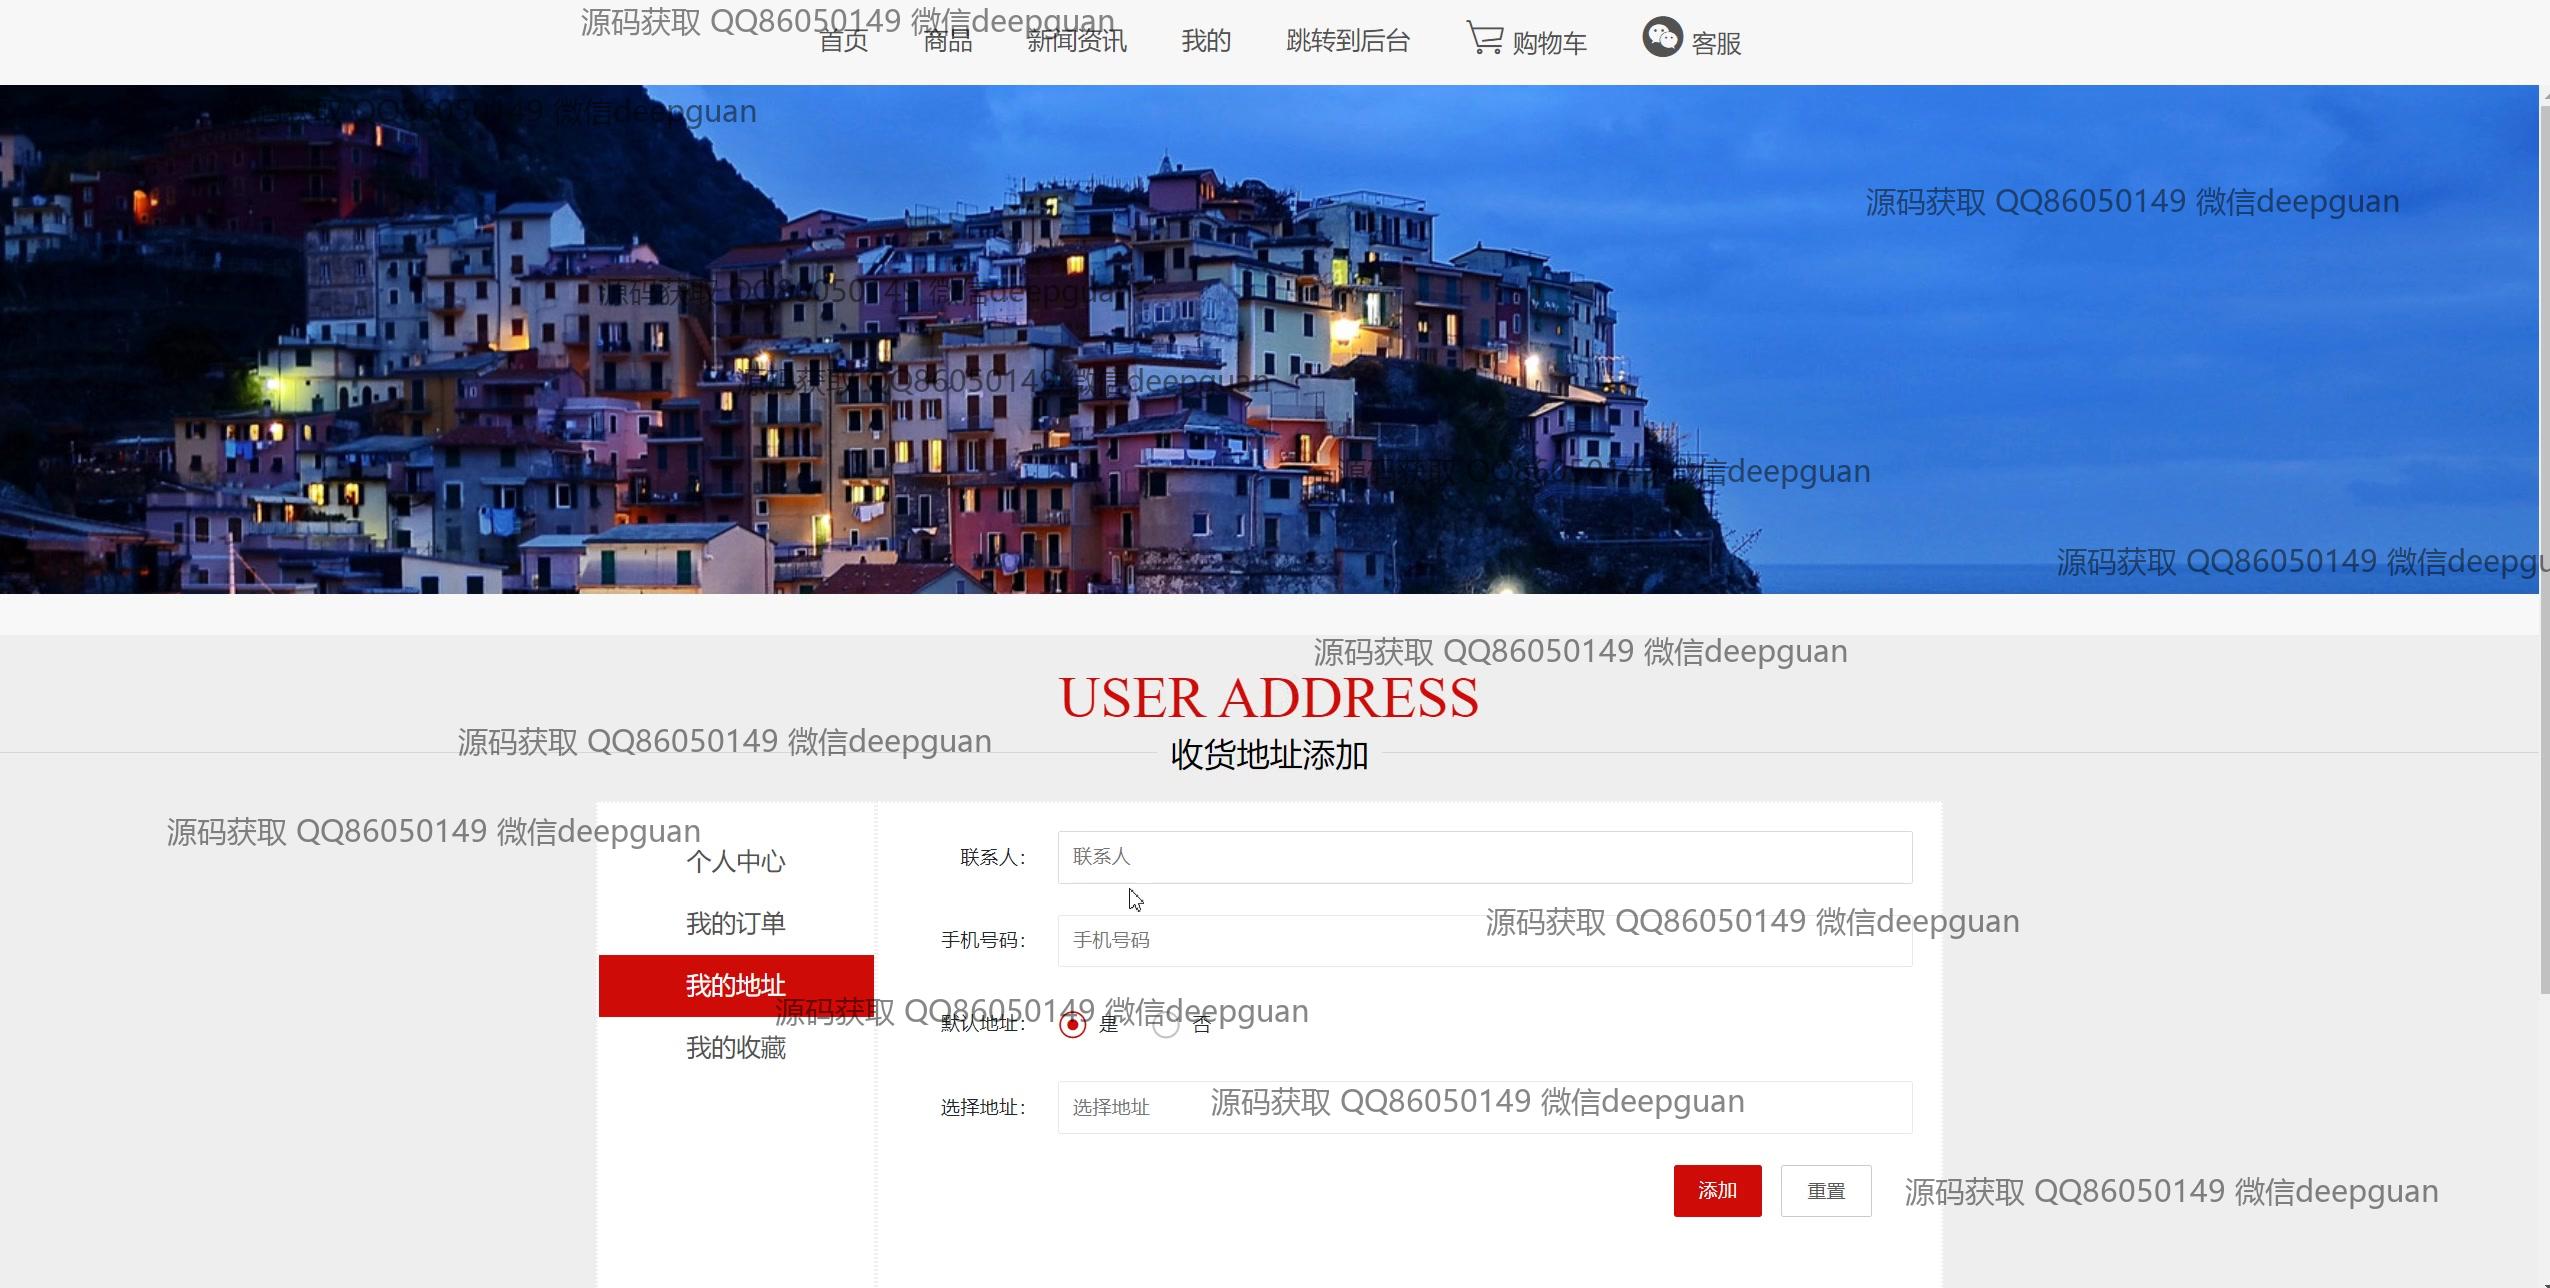 源码获取 QQ86050149 微信deepguan
首页 商品 新闻资讯 我的 跳转到后台 购物车 客服
源码获取 QQ86050149 微信deepguan
源码获取 QQ86050149 微信deepguan
源码获取 QQ86050149 微信deepguan
源码获取 QQ86050149 微信deepguan
源码获取 QQ86050149 微信deepguan
源码获取 QQ86050149 微信deepgu
源码获取 QQ86050149 微信deepguan
USER ADDRESS
源码获取 QQ86050149 微信deepguan
收货地址添加
源码获取 QQ86050149 微信deepguan
个人中心
联系人： 联系人
我的订单
源码获取 QQ86050149 微信deepguan
手机号码： 手机号码
我的地址
源码获取 QQ86050149 微信deepguan
默认地址： 是 否
我的收藏
选择地址： 选择地址
源码获取 QQ86050149 微信deepguan
添加 重置
源码获取 QQ86050149 微信deepguan